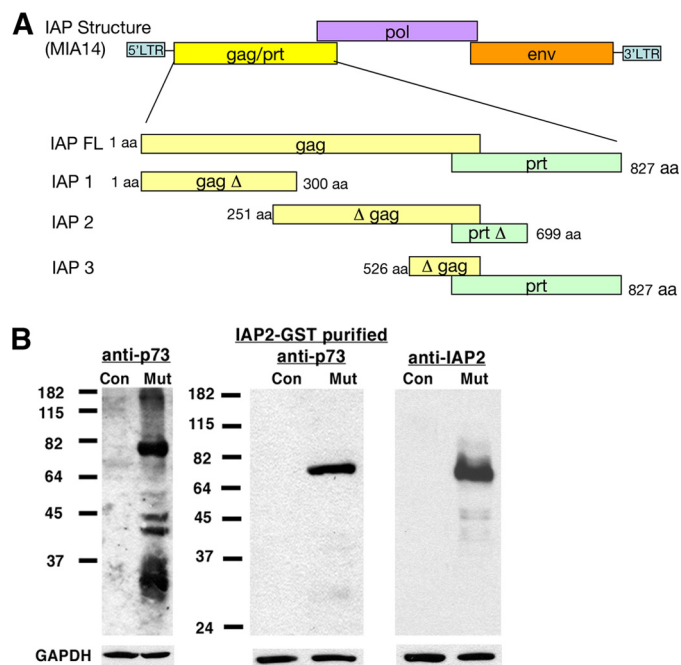 A
IAP Structure
(MIA14)
5'LTR gag/prt pol env 3'LTR
IAP FL 1 aa gag prt 827 aa
IAP 1 1 aa gag Δ 300 aa
IAP 2 251 aa Δ gag prt Δ 699 aa
IAP 3 526 aa Δ gag prt 827 aa
B
anti-p73
Con Mut
182
115
82
64
45
37
IAP2-GST purified
anti-p73
Con Mut
182
115
82
64
45
37
24
anti-IAP2
Con Mut
GAPDH